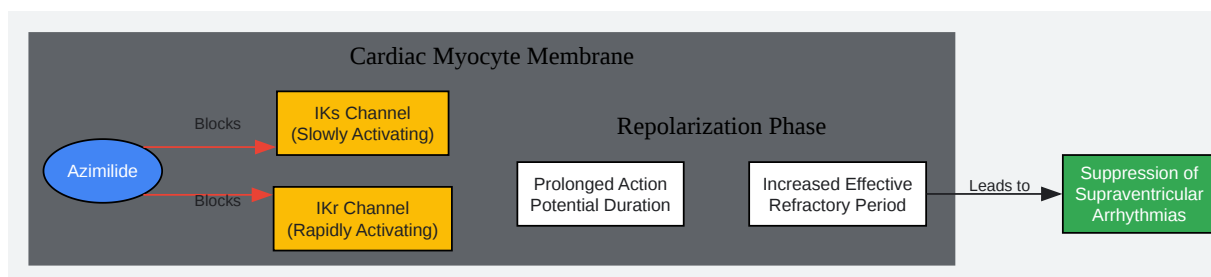 Cardiac Myocyte Membrane
Azimilide
Blocks
IKs Channel
(Slowly Activating)
Blocks
IKr Channel
(Rapidly Activating)
Repolarization Phase
Prolonged Action
Potential Duration
Increased Effective
Refractory Period
Leads to
Suppression of
Supraventricular
Arrhythmias